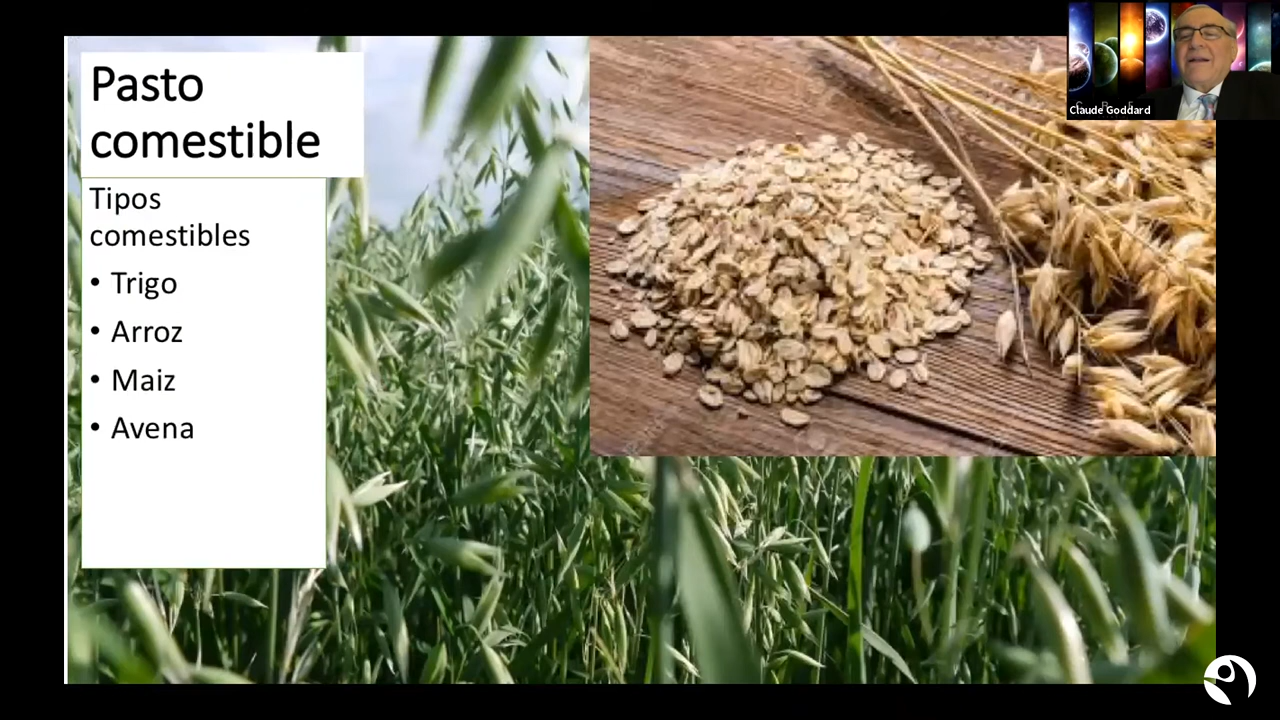 Pasto
comestible
Tipos
comestibles
• Trigo
• Arroz
• Maiz
• Avena
Claude Goddard